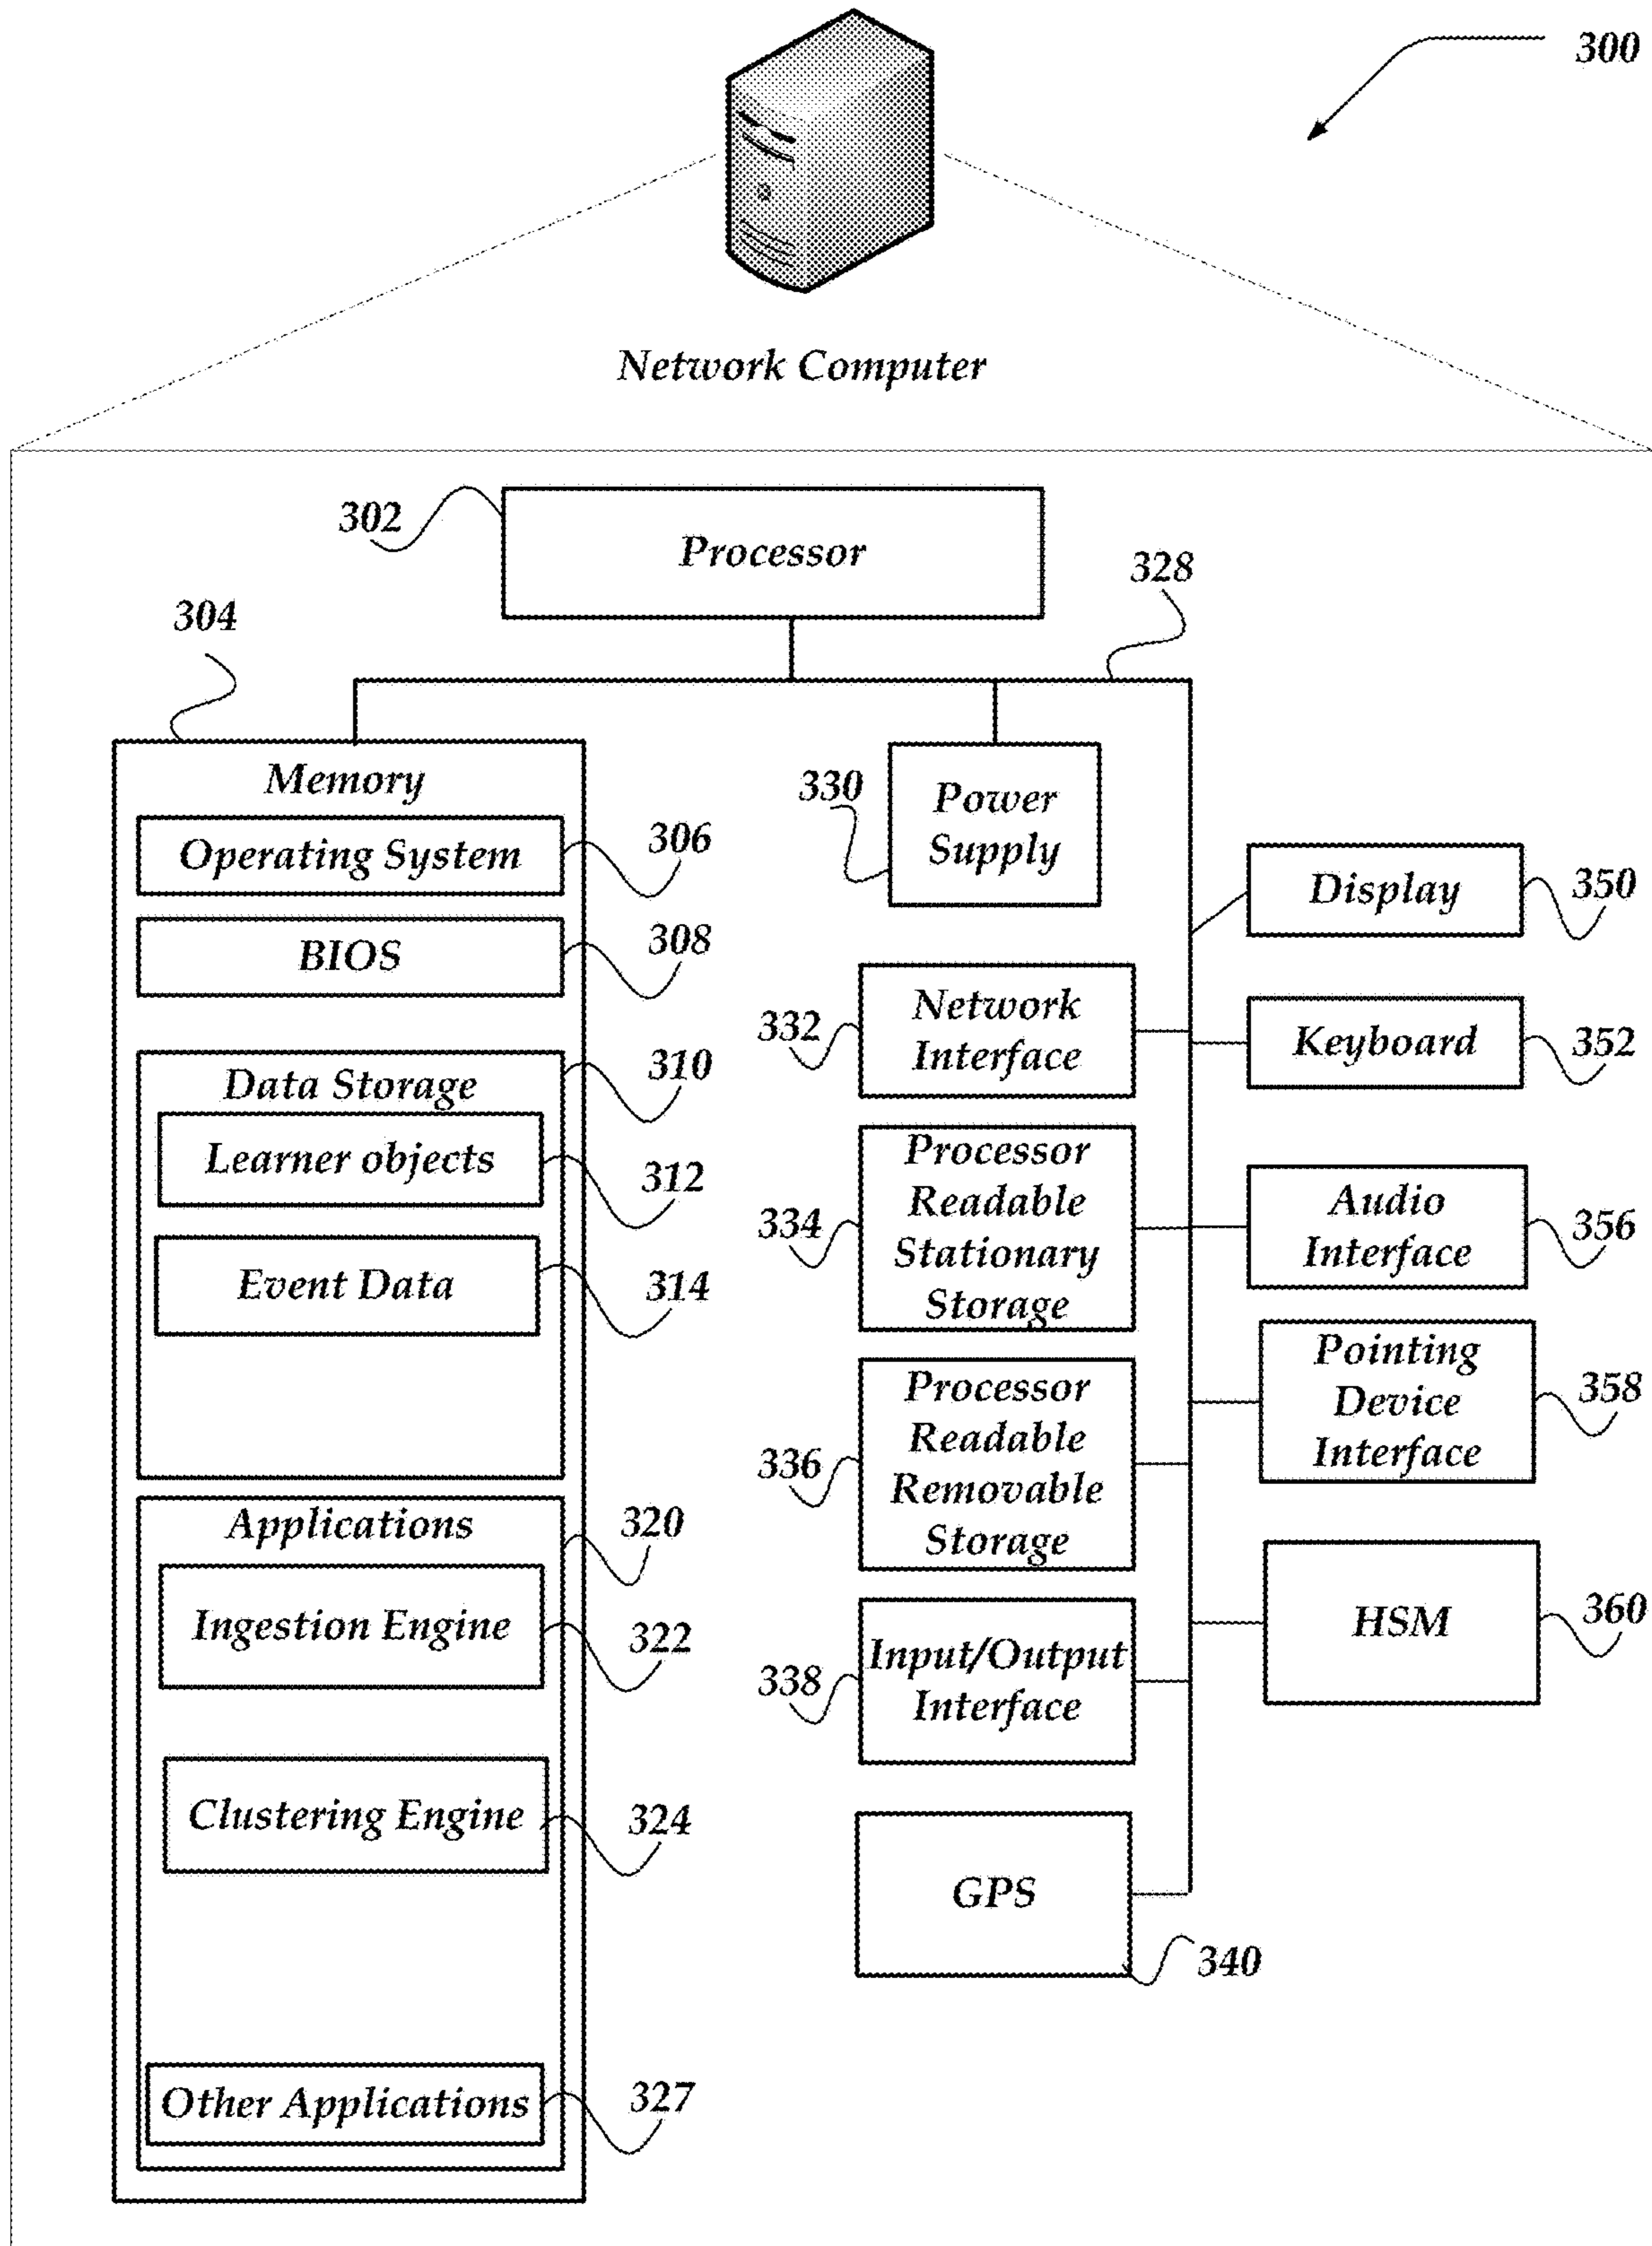 300
Network Computer
302
Processor
328
304
Memory
Operating System
306
BIOS
308
Data Storage
310
Learner objects
312
Event Data
314
Applications
320
Ingestion Engine
322
Clustering Engine
324
Other Applications
327
330
Power
Supply
332
Network
Interface
334
Processor
Readable
Stationary
Storage
336
Processor
Readable
Removable
Storage
338
Input/Output
Interface
GPS
340
Display
350
Keyboard
352
Audio
Interface
356
Pointing
Device
Interface
358
HSM
360